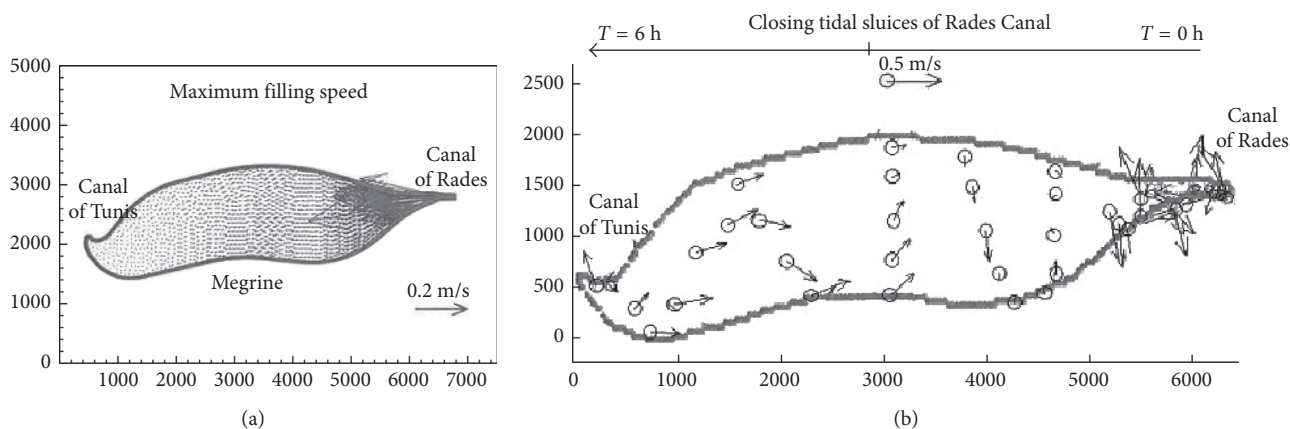 5000
4000
3000
2000
1000
0
Maximum filling speed
Canal
of Rades
Canal
of Tunis
Megrine
0.2 m/s
1000 2000 3000 4000 5000 6000 7000
(a)
Closing tidal sluices of Rades Canal
T = 6 h
T = 0 h
0.5 m/s
2500
2000
1500
1000
500
0
Canal
of Rades
Canal
of Tunis
0 1000 2000 3000 4000 5000 6000
(b)